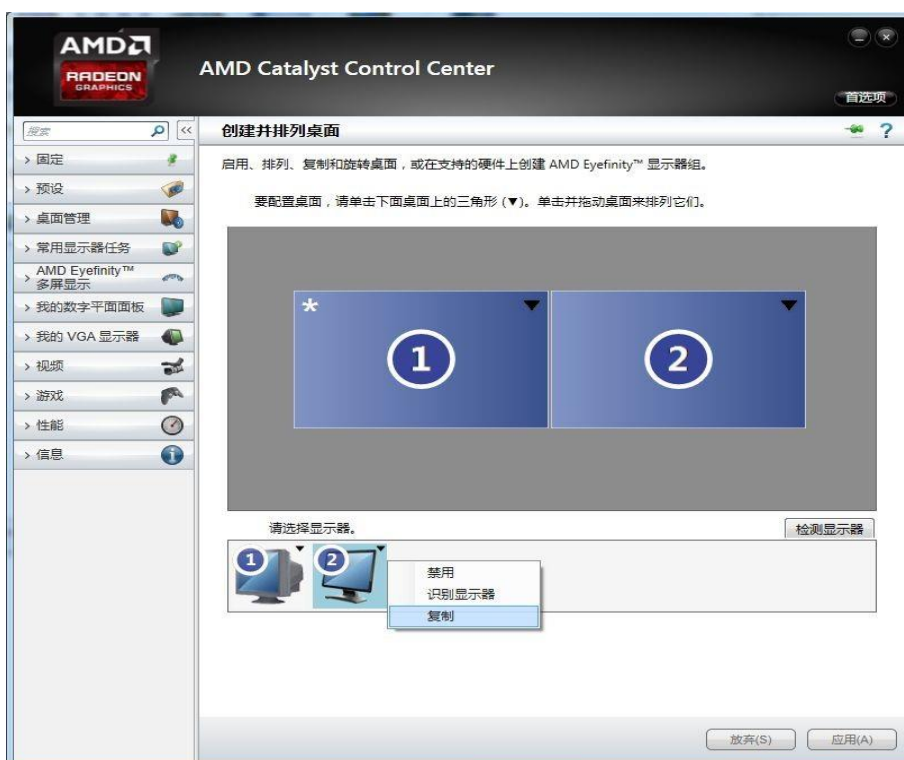 AMD
RADEON
GRAPHICS
AMD Catalyst Control Center
首选项
搜索
创建并排列桌面
固定
预设
桌面管理
常用显示器任务
AMD Eyefinity™
多屏显示
我的数字平面面板
我的 VGA 显示器
视频
游戏
性能
信息
启用、排列、复制和旋转桌面，或在支持的硬件上创建 AMD Eyefinity™ 显示器组。
要配置桌面，请单击下面桌面上的三角形 (▼)。单击并拖动桌面来排列它们。
* 1
2
请选择显示器。
检测显示器
1
2
禁用
识别显示器
复制
放弃(S)
应用(A)